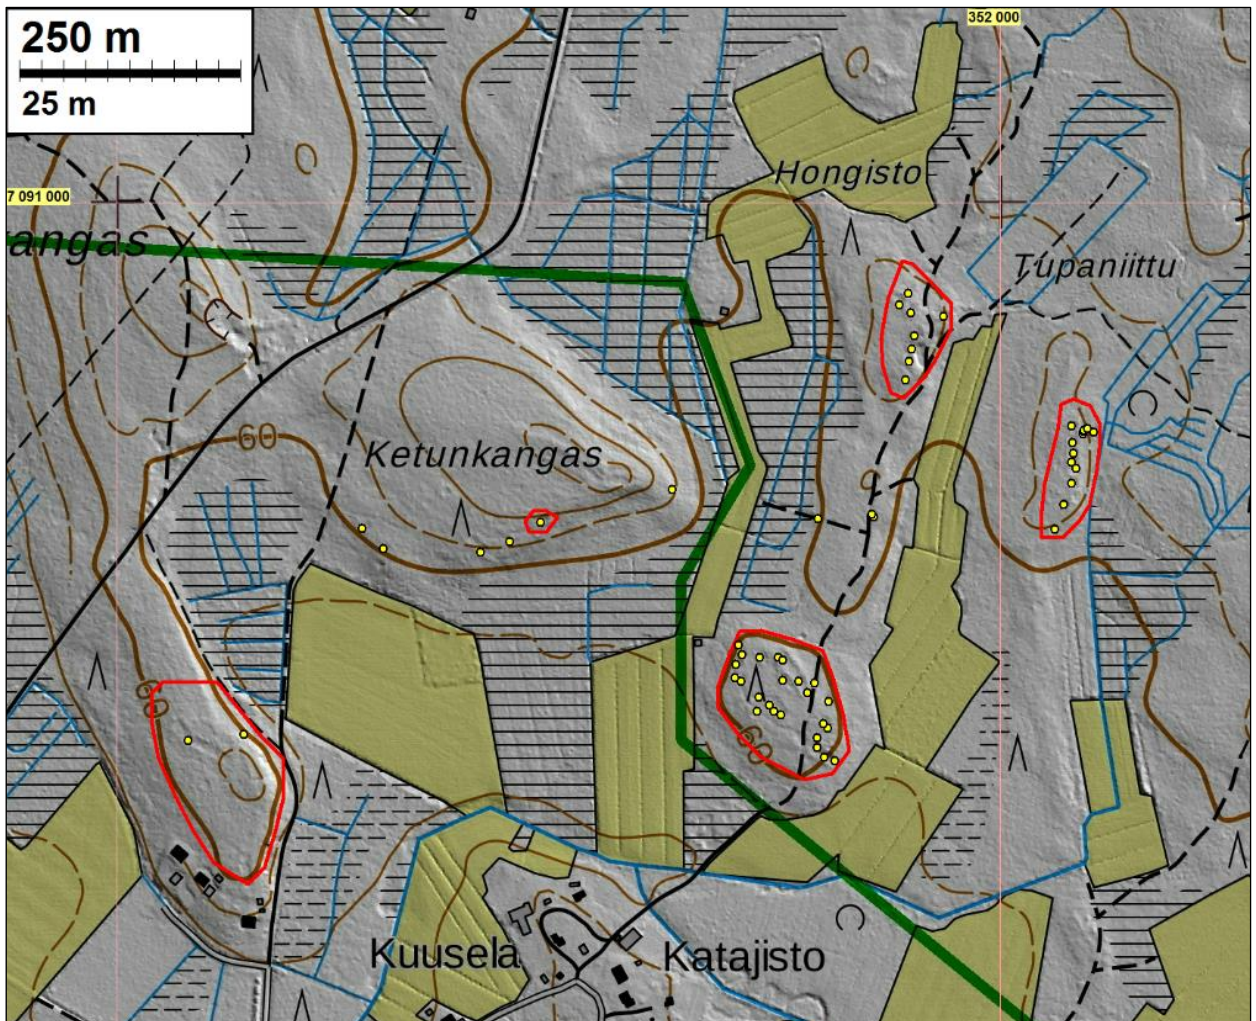 250 m
25 m
352 000
7 091 000
Hongisto
angas
Tupaniittu
60
Ketunkangas
60
60
Kuusela
Katajisto